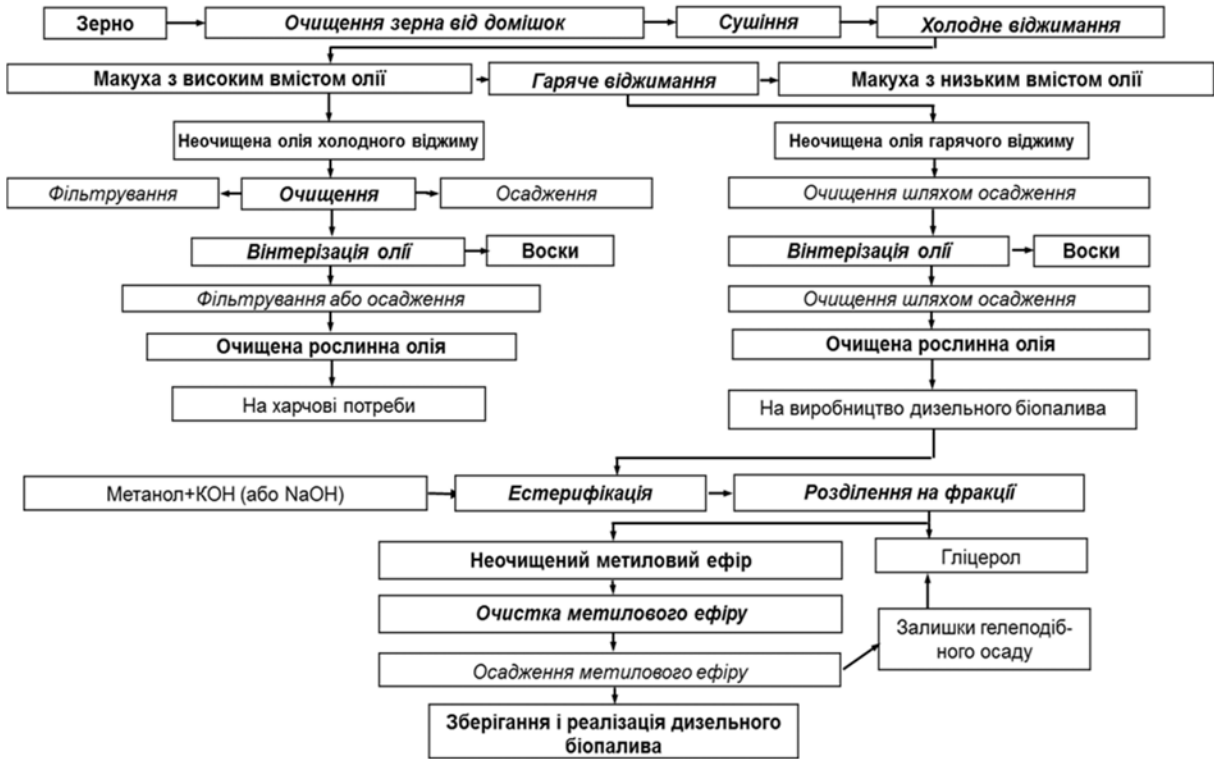 Зерно
Очищення зерна від домішок
Сушіння
Холодне віджимання
Макуха з високим вмістом олії
Гаряче віджимання
Макуха з низьким вмістом олії
Неочищена олія холодного віджиму
Неочищена олія гарячого віджиму
Фільтрування
Очищення
Осадження
Очищення шляхом осадження
Вінтерізація олії
Воски
Вінтерізація олії
Воски
Фільтрування або осадження
Очищення шляхом осадження
Очищена рослинна олія
Очищена рослинна олія
На харчові потреби
На виробництво дизельного біопалива
Метанол+КОН (або NaOH)
Естерифікація
Розділення на фракції
Неочищений метиловий ефір
Гліцерол
Очистка метилового ефіру
Залишки гелеподіб-
ного осаду
Осадження метилового ефіру
Зберігання і реалізація дизельного
біопалива